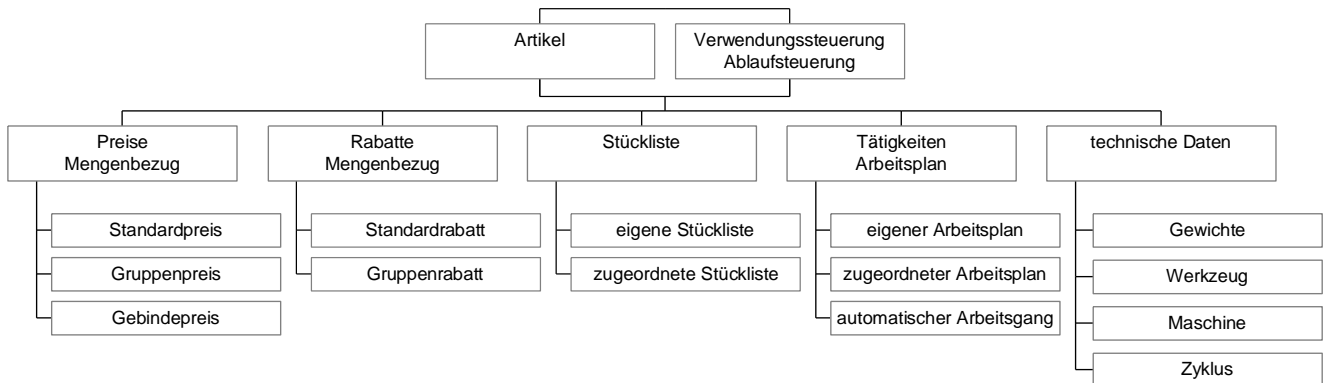 Artikel
Verwendungssteuerung
Ablaufsteuerung
Preise
Mengenbezug
Rabatte
Mengenbezug
Stückliste
Tätigkeiten
Arbeitsplan
technische Daten
Standardpreis
Gruppenpreis
Gebindepreis
Standardrabatt
Gruppenrabatt
eigene Stückliste
zugeordnete Stückliste
eigener Arbeitsplan
zugeordneter Arbeitsplan
automatischer Arbeitsgang
Gewichte
Werkzeug
Maschine
Zyklus